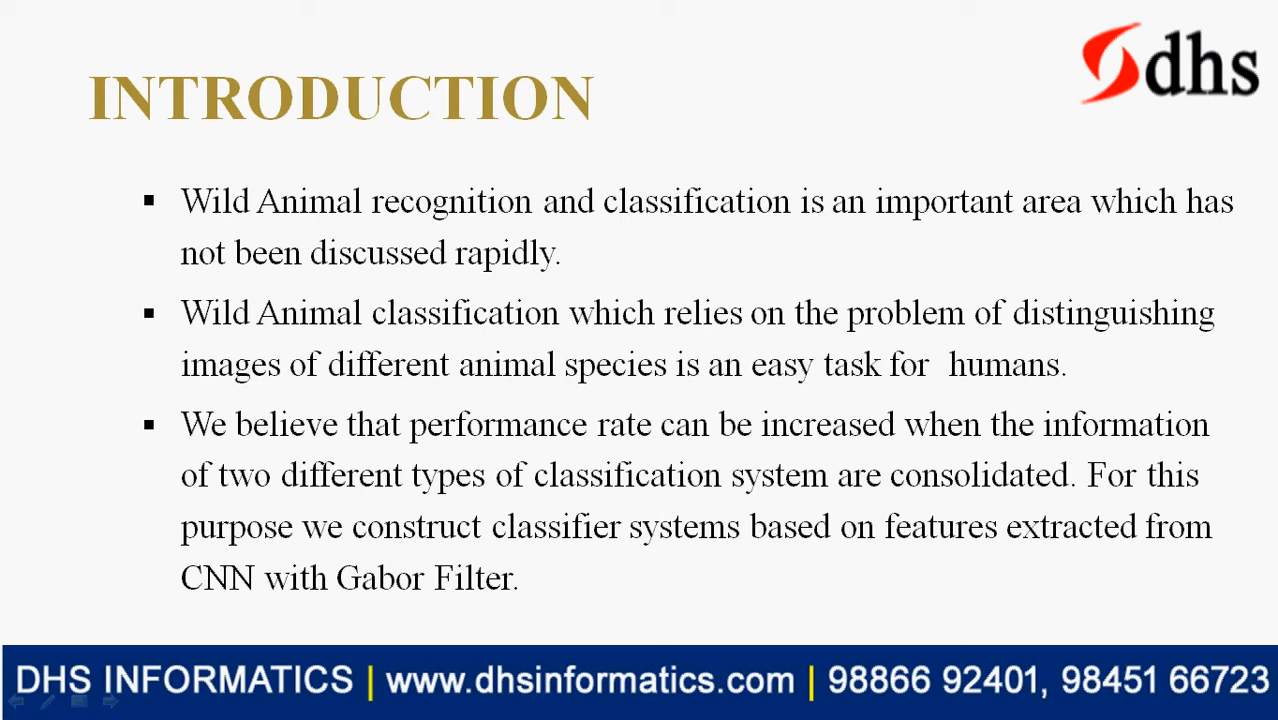 dhs
INTRODUCTION
▪ Wild Animal recognition and classification is an important area which has
not been discussed rapidly.
▪ Wild Animal classification which relies on the problem of distinguishing
images of different animal species is an easy task for humans.
▪ We believe that performance rate can be increased when the information
of two different types of classification system are consolidated. For this
purpose we construct classifier systems based on features extracted from
CNN with Gabor Filter.
DHS INFORMATICS | www.dhsinformatics.com | 98866 92401, 98451 66723